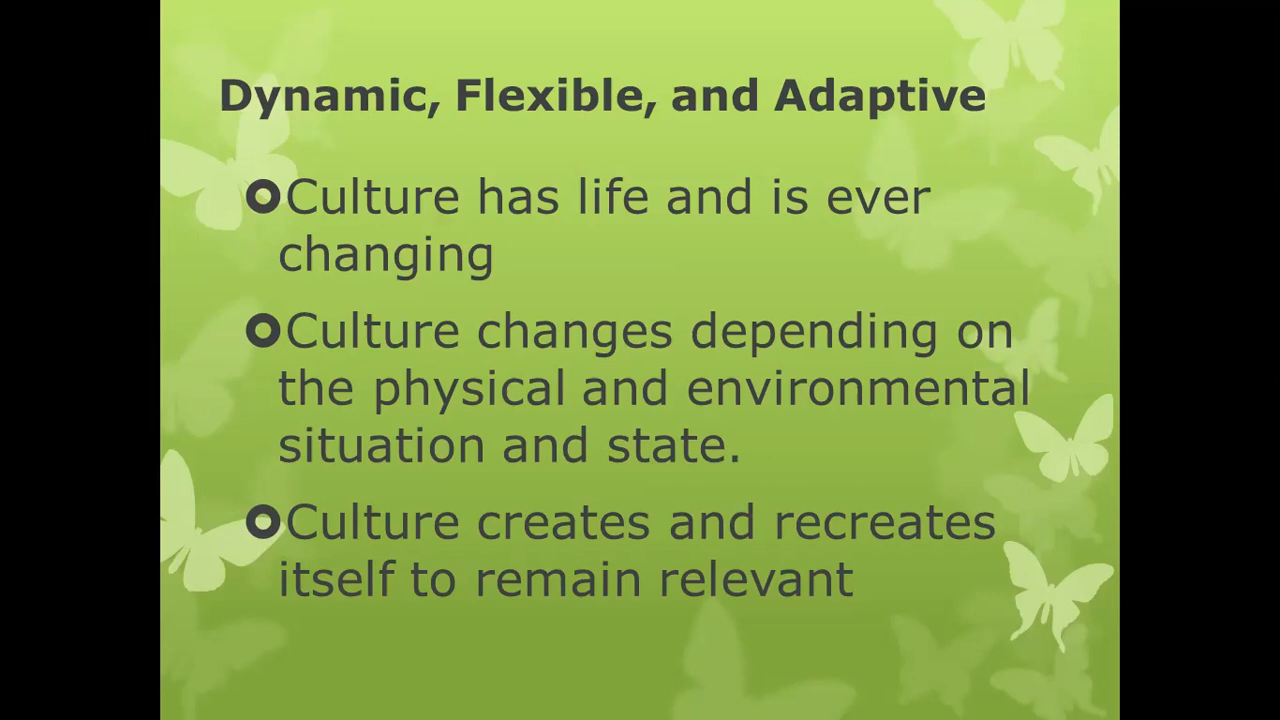 Dynamic, Flexible, and Adaptive
Culture has life and is ever
changing
Culture changes depending on
the physical and environmental
situation and state.
Culture creates and recreates
itself to remain relevant